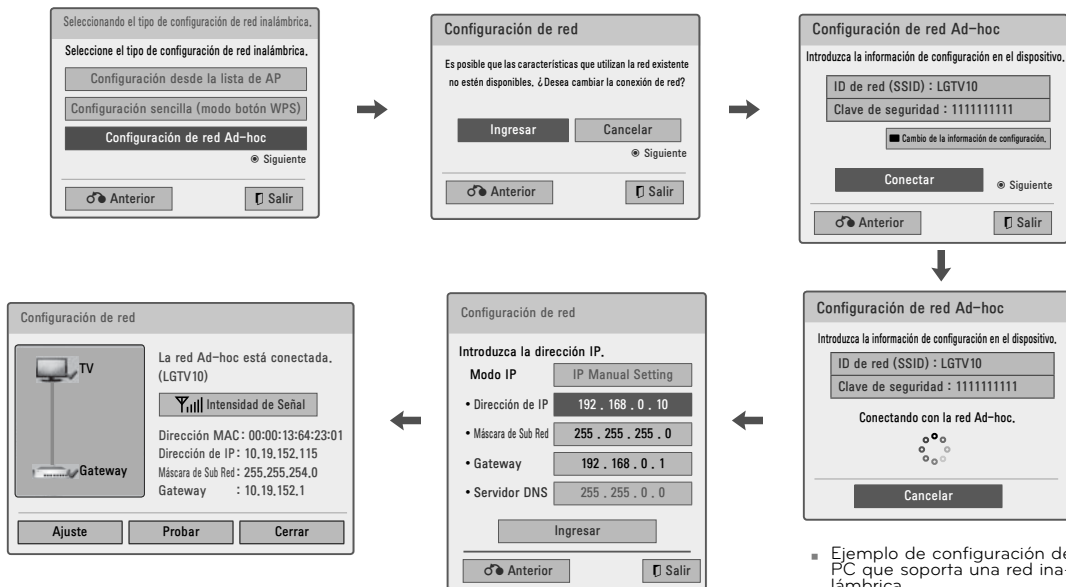 Seleccionando el tipo de configuración de red inalámbrica.
Seleccione el tipo de configuración de red inalámbrica.
Configuración desde la lista de AP
Configuración sencilla (modo botón WPS)
Configuración de red Ad-hoc
Siguiente
Anterior
Salir
Configuración de red
Es posible que las características que utilizan la red existente
no estén disponibles. ¿Desea cambiar la conexión de red?
Ingresar
Cancelar
Siguiente
Anterior
Salir
Configuración de red Ad-hoc
Introduzca la información de configuración en el dispositivo.
ID de red (SSID) : LGTV10
Clave de seguridad : 1111111111
Cambio de la información de configuración.
Conectar
Siguiente
Anterior
Salir
Configuración de red Ad-hoc
Introduzca la información de configuración en el dispositivo.
ID de red (SSID) : LGTV10
Clave de seguridad : 1111111111
Conectando con la red Ad-hoc.
Cancelar
Configuración de red
Introduzca la dirección IP.
Modo IP IP Manual Setting
• Dirección de IP 192 . 168 . 0 . 10
• Máscara de Sub Red 255 . 255 . 255 . 0
• Gateway 192 . 168 . 0 . 1
• Servidor DNS 255 . 255 . 0 . 0
Ingresar
Anterior
Salir
Configuración de red
TV
Gateway
La red Ad-hoc está conectada.
(LGTV10)
Intensidad de Señal
Dirección MAC : 00:00:13:64:23:01
Dirección de IP : 10.19.152.115
Máscara de Sub Red : 255.255.254.0
Gateway : 10.19.152.1
Ajuste
Probar
Cerrar
Ejemplo de configuración de
PC que soporta una red ina-
lámbrica